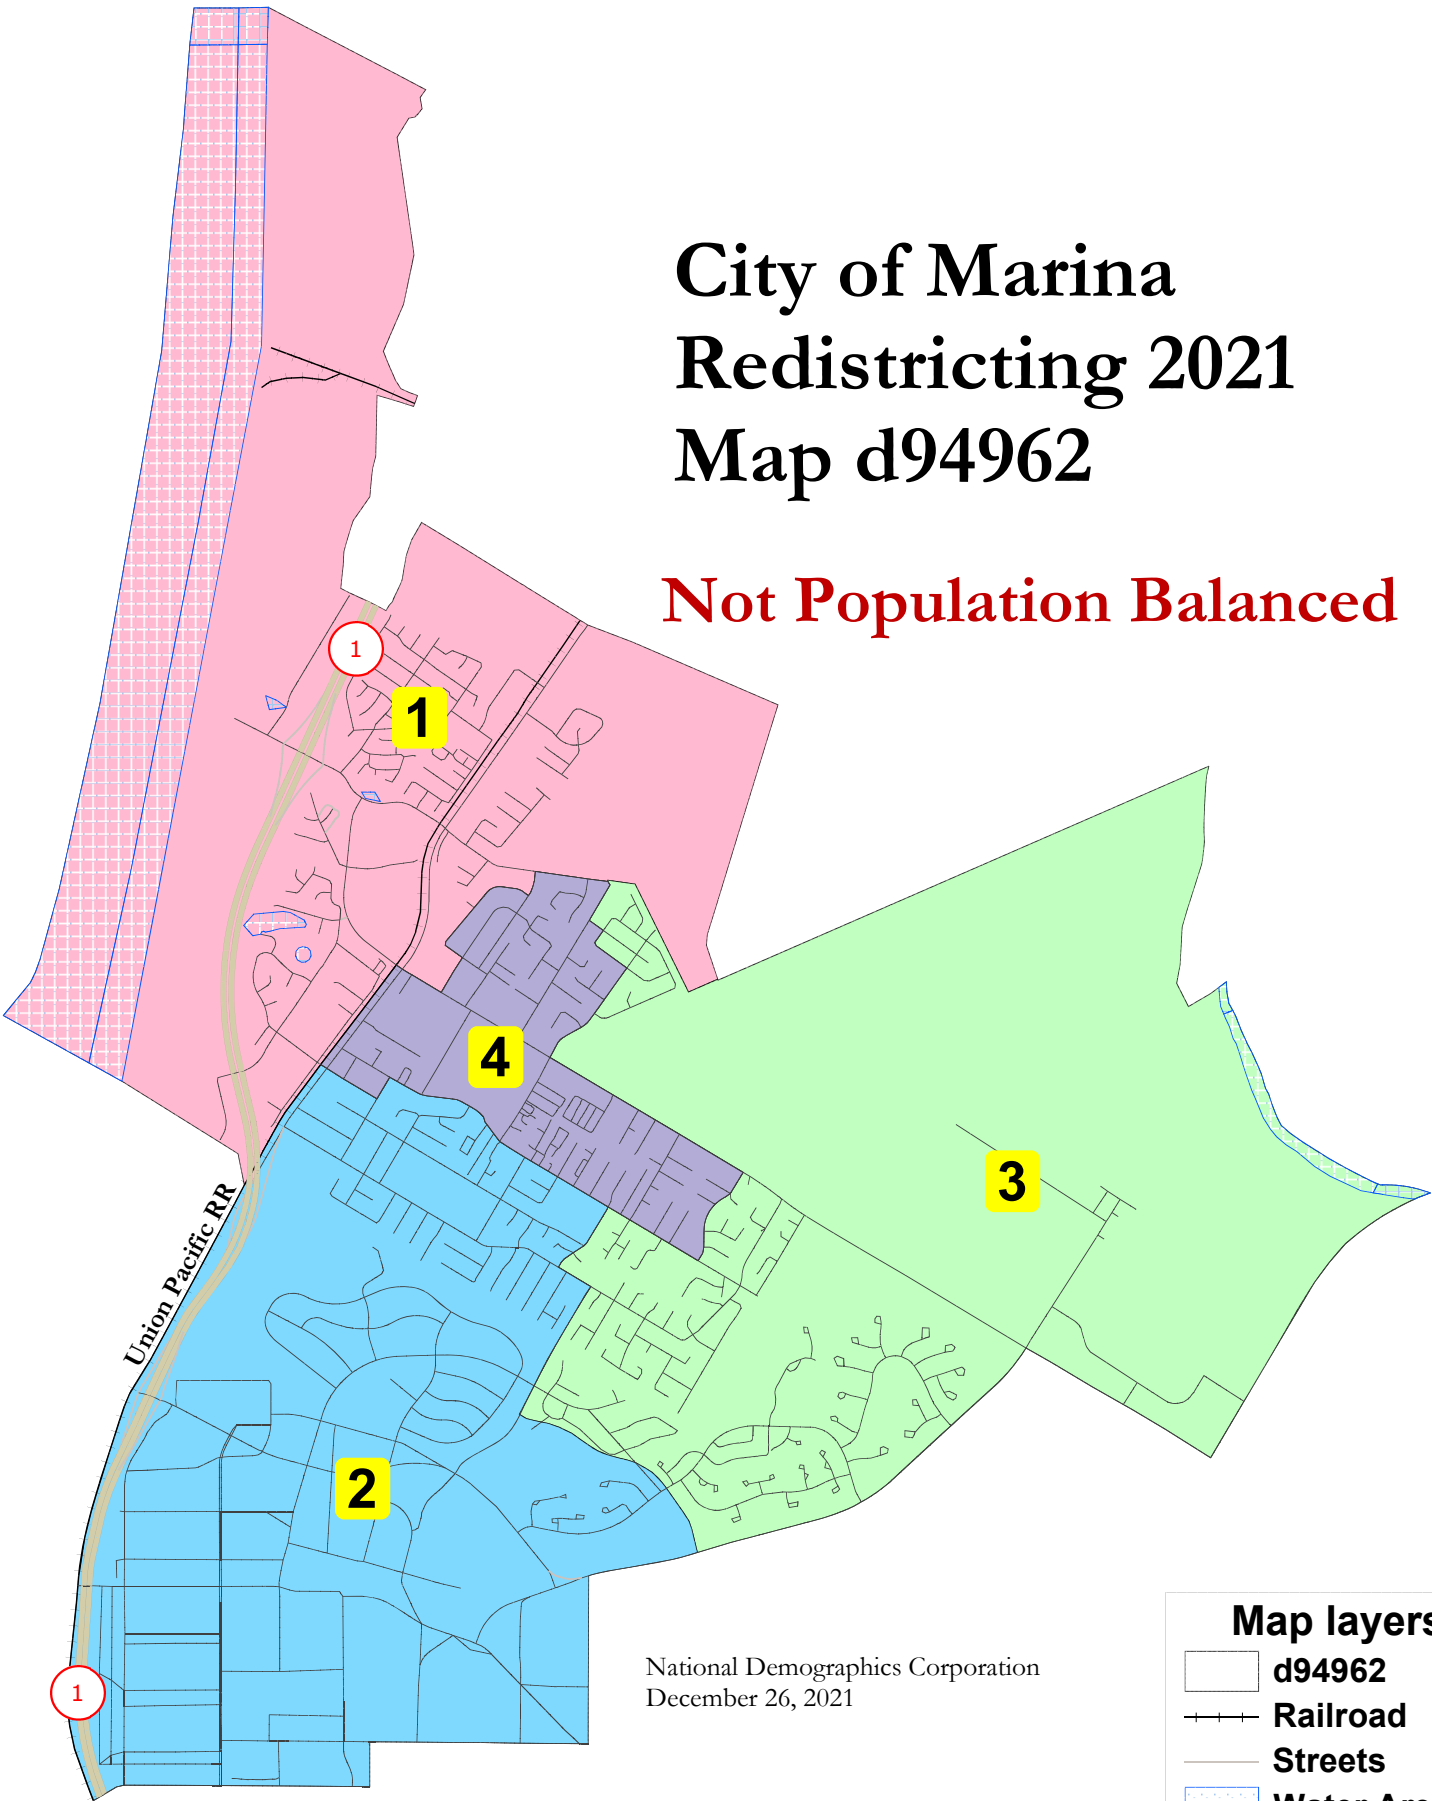 City of Marina
Redistricting 2021
Map d94962
Not Population Balanced
1
1
4
3
Union Pacific RR
2
1
National Demographics Corporation
December 26, 2021
Map layers
d94962
Railroad
Streets